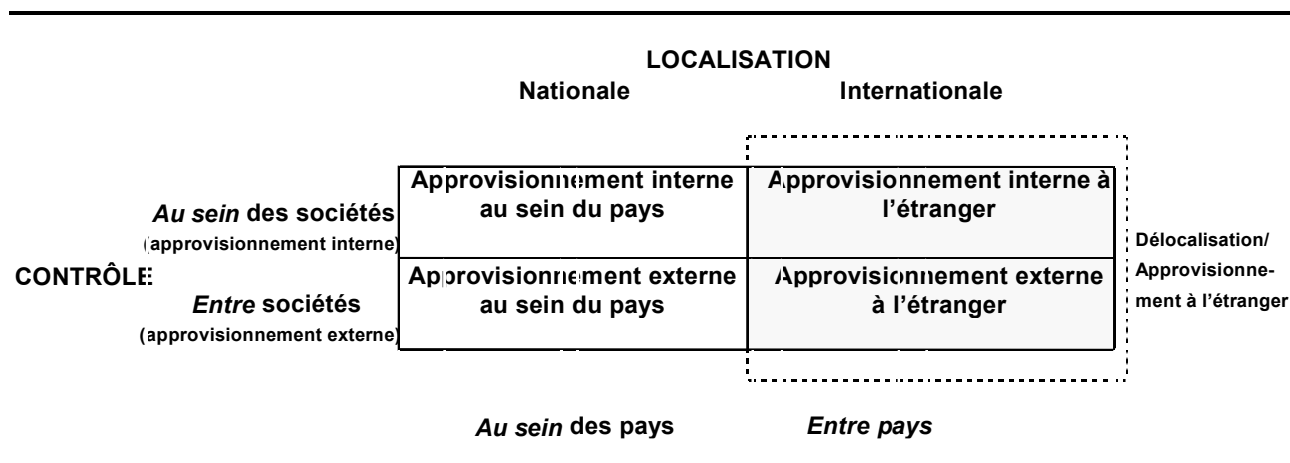 LOCALISATION
Nationale Internationale
Approvisionnement interne Approvisionnement interne à
au sein du pays l’étranger
Au sein des sociétés
(approvisionnement interne)
Délocalisation/
Approvisionne-
ment à l’étranger
CONTRÔLE
Approvisionnement externe Approvisionnement externe
au sein du pays à l’étranger
Entre sociétés
(approvisionnement externe)
Au sein des pays Entre pays